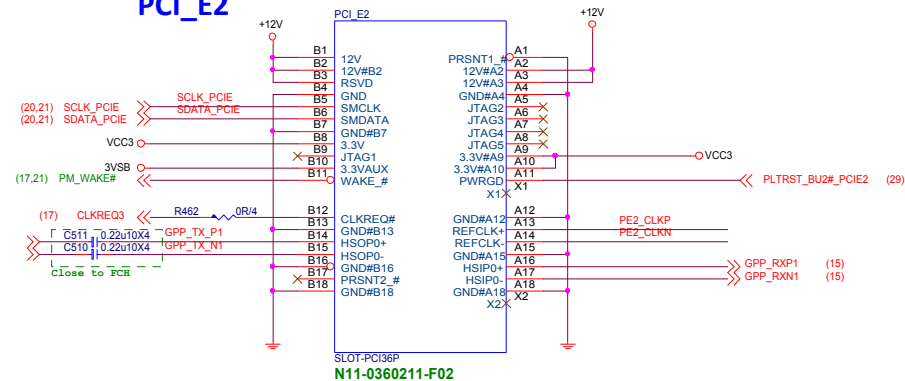 PCI_E2
+12V
PCI_E2
+12V
B1 12V PRSNT1_# A1
B2 12V#B2 12V#A2 A2
B3 RSVD 12V#A3 A3
B4 GND GND#A4 A4
(20,21) SCLK_PCIE SCLK_PCIE B5 SMCLK JTAG2 A5
(20,21) SDATA_PCIE SDATA_PCIE B6 SMDATA JTAG3 A6
B7 GND#B7 JTAG4 A7
VCC3 B8 3.3V JTAG5 A8
B9 JTAG1 3.3V#A9 A9 VCC3
3VSB B10 3.3VAUX 3.3V#A10 A10
(17,21) PM_WAKE# B11 WAKE_# PWRGD A11 PLTRST_BU2#_PCIE2 (29)
X1 X1
(17) CLKREQ3 R462 0R/4 B12 CLKREQ# GND#A12 A12
B13 GND#B13 REFCLK+ A13 PE2_CLKP
C511 0.22u10X4 GPP_TX_P1 B14 HSOP0+ REFCLK- A14 PE2_CLKN
C510 0.22u10X4 GPP_TX_N1 B15 HSOP0- GND#A15 A15
Close to FCH B16 GND#B16 HSIP0+ A16 GPP_RXP1 (15)
B17 PRSNT2_# HSIP0- A17 GPP_RXN1 (15)
B18 GND#B18 GND#A18 A18
X2 X2
SLOT-PCI36P
N11-0360211-F02